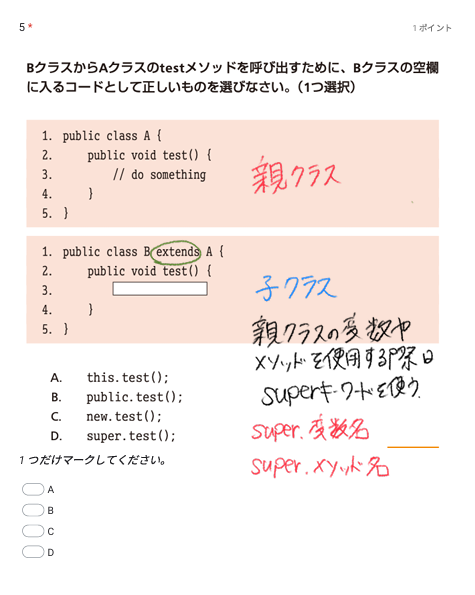 5 *
1 ポイント
BクラスからAクラスのtestメソッドを呼び出すために、Bクラスの空欄
に入るコードとして正しいものを選びなさい。（1つ選択）
1. public class A {
2. public void test() {
3. // do something
4. }
5. }
親クラス
1. public class B extends A {
2. public void test() {
3.
4. }
5. }
子クラス
親クラスの変数や
メソッドを使用する際は
superキーワードを使う
super.変数名
super.メソッド名
A. this.test();
B. public.test();
C. new.test();
D. super.test();
1 つだけマークしてください。
A
B
C
D